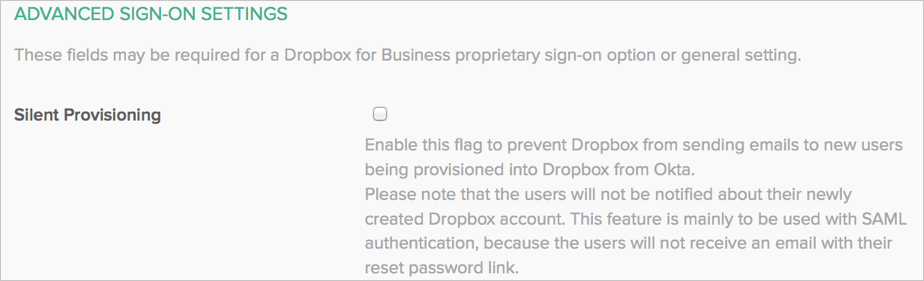 ADVANCED SIGN-ON SETTINGS
These fields may be required for a Dropbox for Business proprietary sign-on option or general setting.
Silent Provisioning
Enable this flag to prevent Dropbox from sending emails to new users
being provisioned into Dropbox from Okta.
Please note that the users will not be notified about their newly
created Dropbox account. This feature is mainly to be used with SAML
authentication, because the users will not receive an email with their
reset password link.